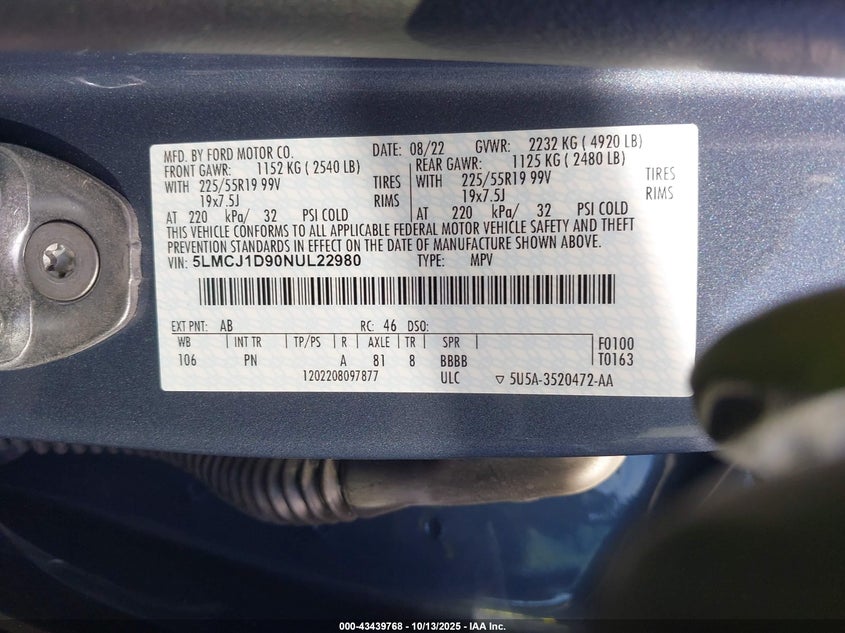 MFD. BY FORD MOTOR CO. DATE: 08/22 GVWR: 2232 KG ( 4920 LB)
FRONT GAWR: 1152 KG ( 2540 LB) REAR GAWR: 1125 KG ( 2480 LB)
WITH 225/55R19 99V TIRES WITH 225/55R19 99V TIRES
19x7.5J RIMS 19x7.5J RIMS
AT 220 kPa/ 32 PSI COLD AT 220 kPa/ 32 PSI COLD
THIS VEHICLE CONFORMS TO ALL APPLICABLE FEDERAL MOTOR VEHICLE SAFETY AND THEFT
PREVENTION STANDARDS IN EFFECT ON THE DATE OF MANUFACTURE SHOWN ABOVE.
VIN: 5LMCJ1D90NUL22980 TYPE: MPV
EXT PNT: AB RC: 46 DSO:
WB INT TR TP/PS R AXLE TR SPR F0100
106 PN A 81 8 BBBB T0163
1202208097877 ULC 5U5A-3520472-AA
000-43439768 - 10/13/2025 - IAA Inc.